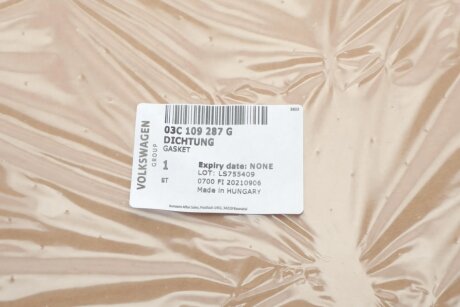 VOLKSWAGEN
GROUP
03C 109 287 G
DICHTUNG
GASKET
1
ST
Expiry date: NONE
LOT: LS755409
0700 FI 20210906
Made in HUNGARY